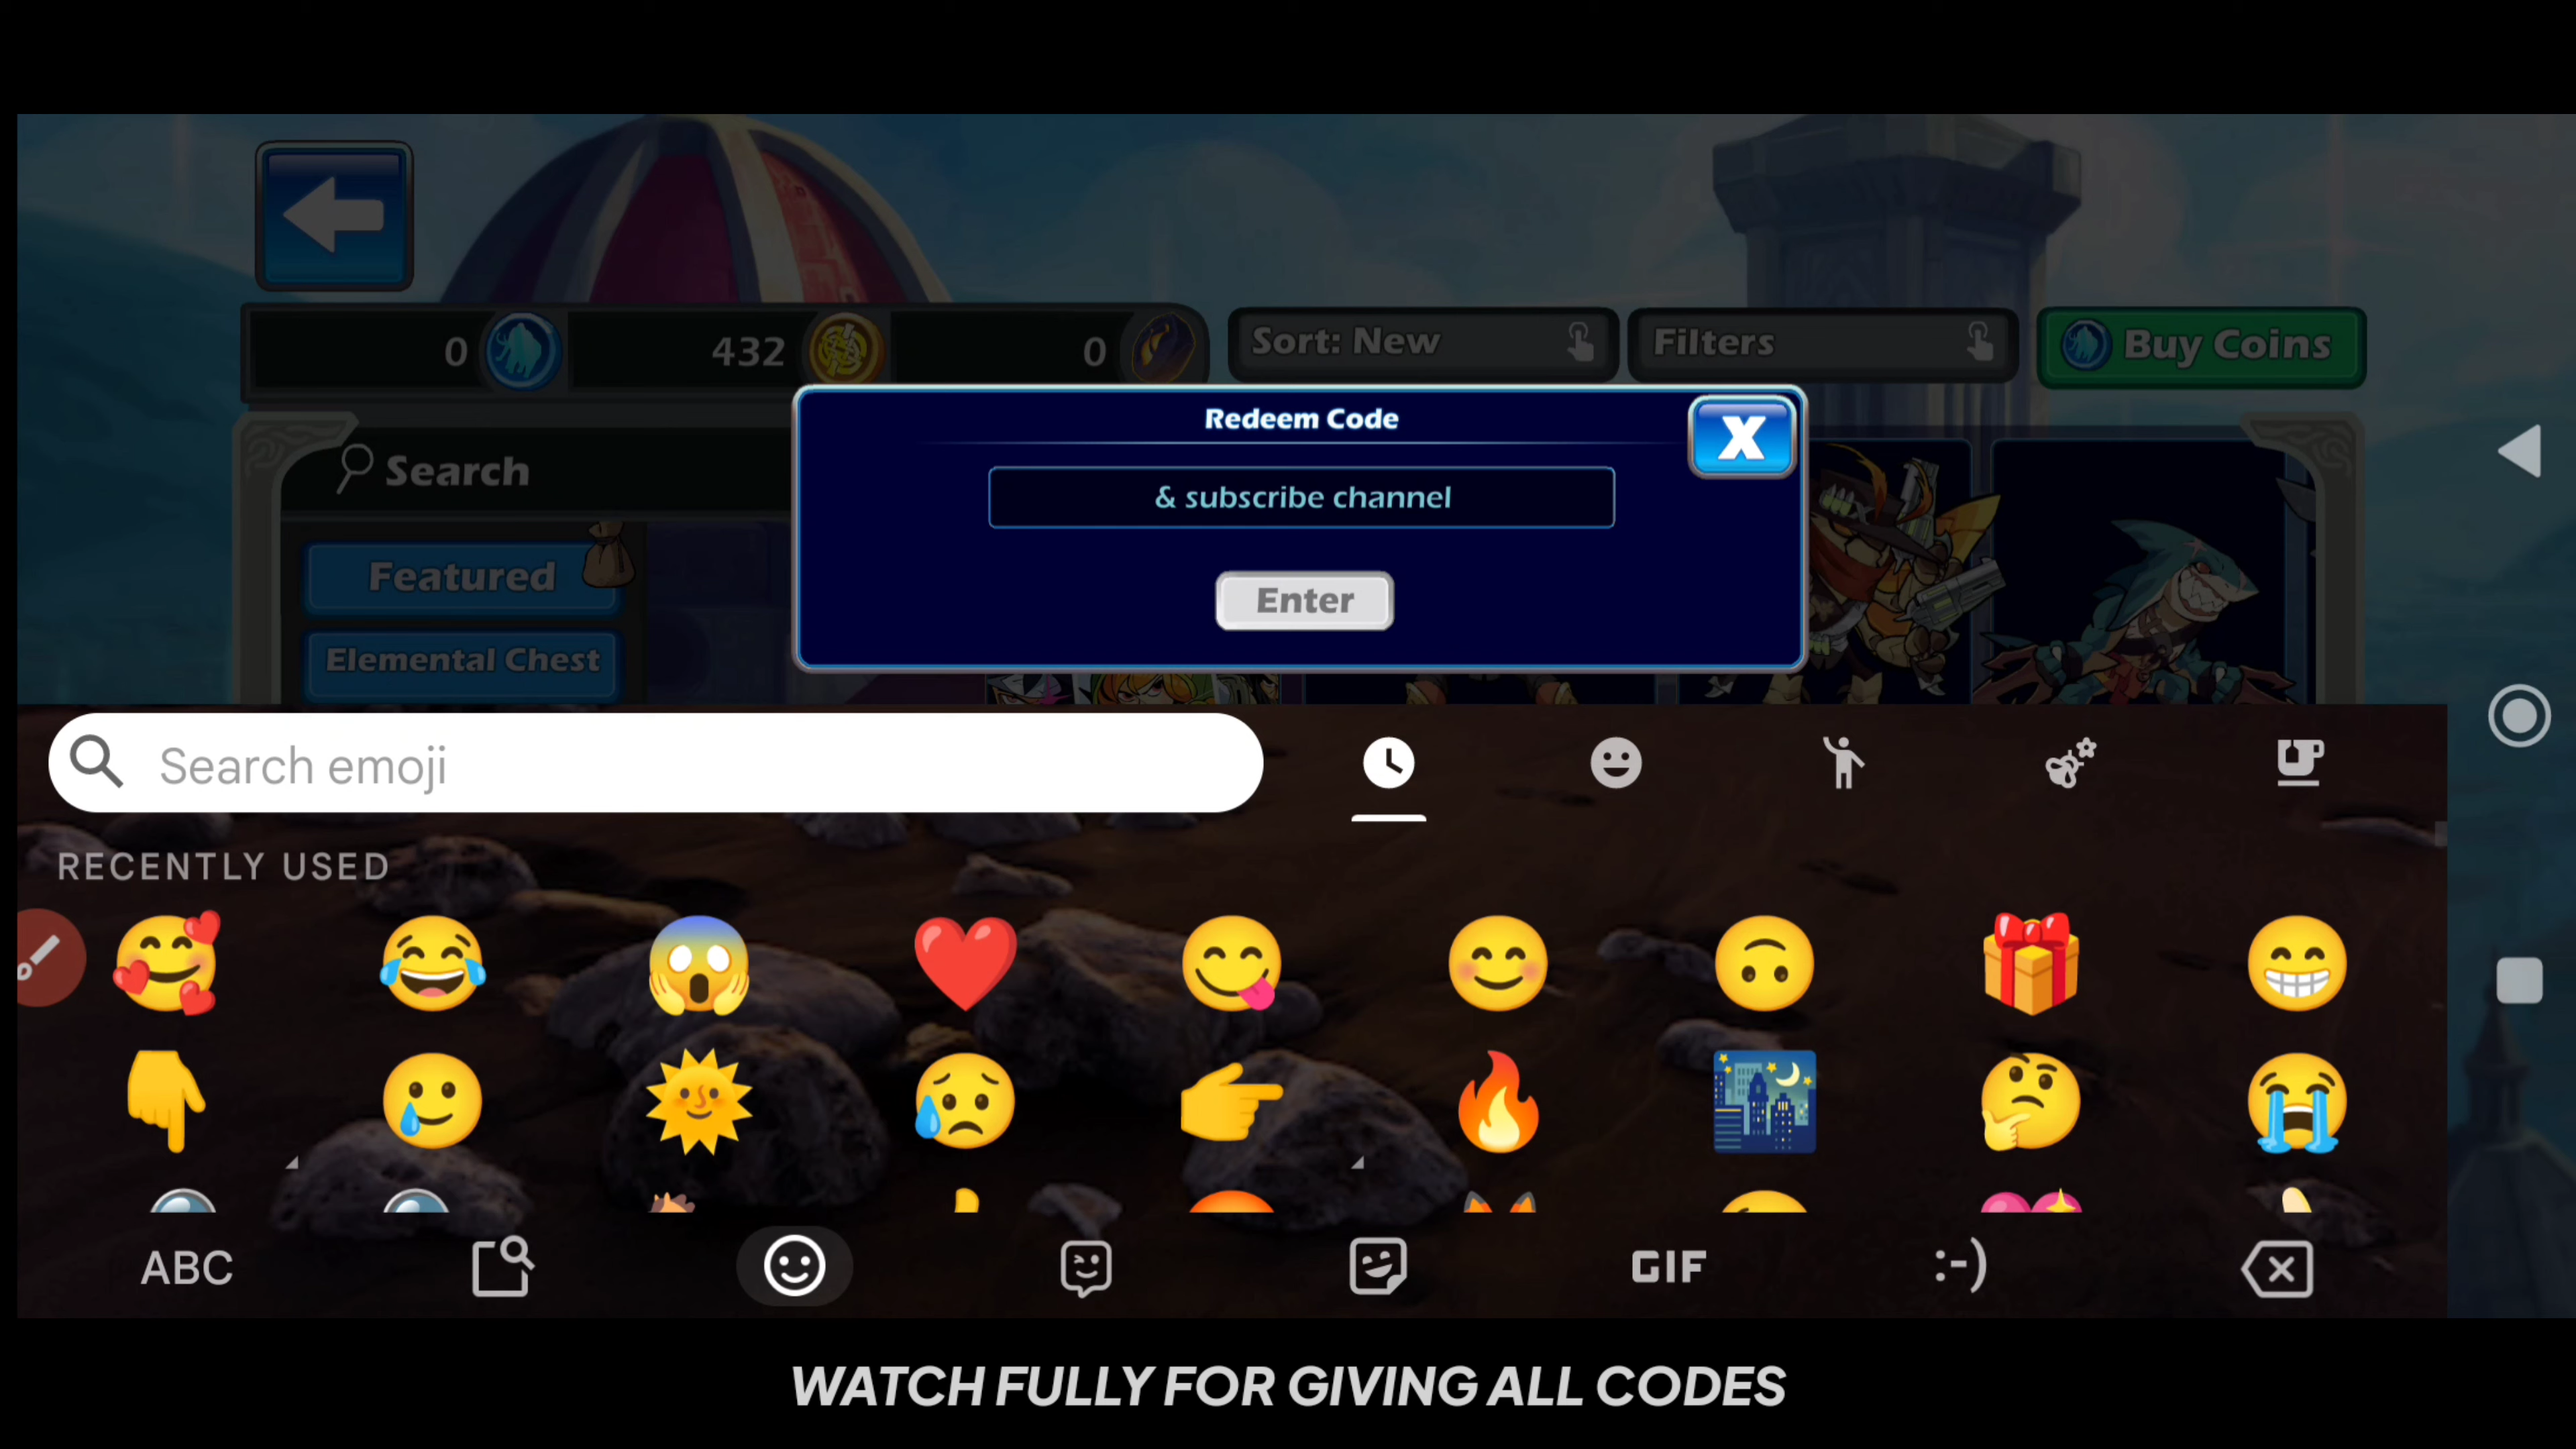 0
432
0
Sort: New
Filters
Buy Coins
Redeem Code
X
Search
& subscribe channel
Featured
Enter
Elemental Chest
Search emoji
RECENTLY USED
ABC
GIF
:-)
WATCH FULLY FOR GIVING ALL CODES